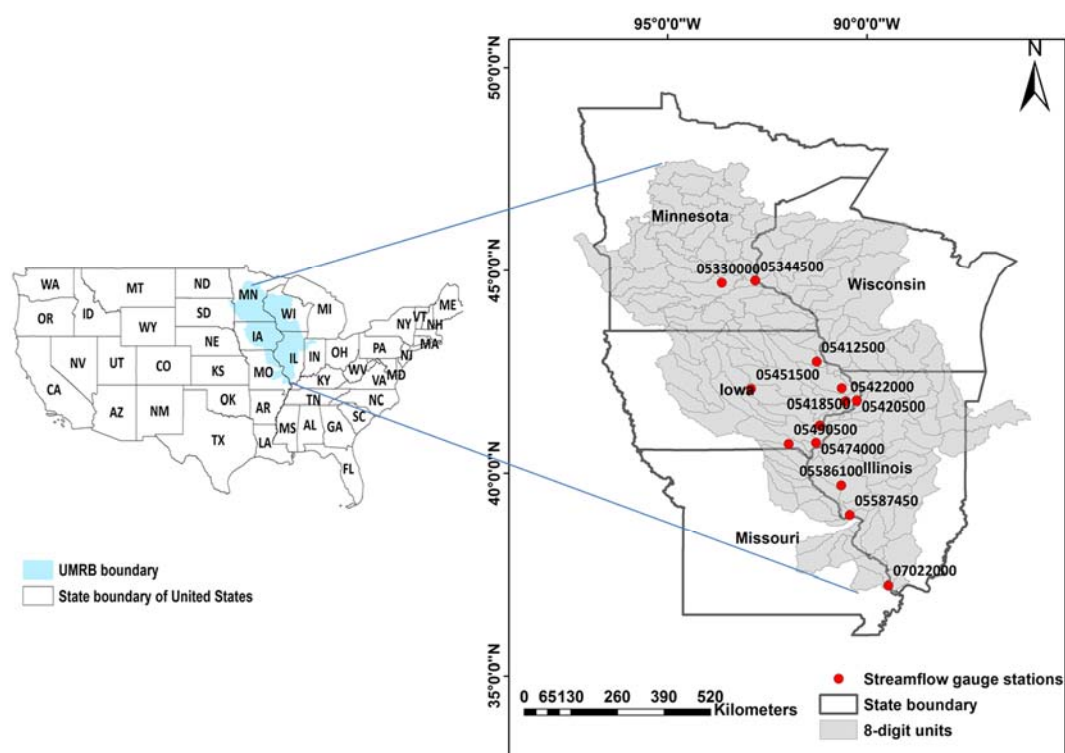 95°0'0"W 90°0'0"W
N
50°0'0"N
45°0'0"N
40°0'0"N
35°0'0"N
Minnesota
05330000 05344500
Wisconsin
05412500
05451500 05422000
Iowa
05418500 05420500
05490500
05474000
Illinois
05586100
05587450
Missouri
07022000
0 65 130 260 390 520
Kilometers
Streamflow gauge stations
State boundary
8-digit units
WA
MT
ND
MN
ME
OR
ID
SD
WI
MI
NY
VT
NH
MA
WY
NE
IA
PA
NJ
NV
UT
CO
KS
MO
IL
IN
OH
WV
MD
VA
KY
CA
AZ
NM
OK
AR
TN
NC
SC
MS
AL
GA
TX
LA
FL
UMRB boundary
State boundary of United States